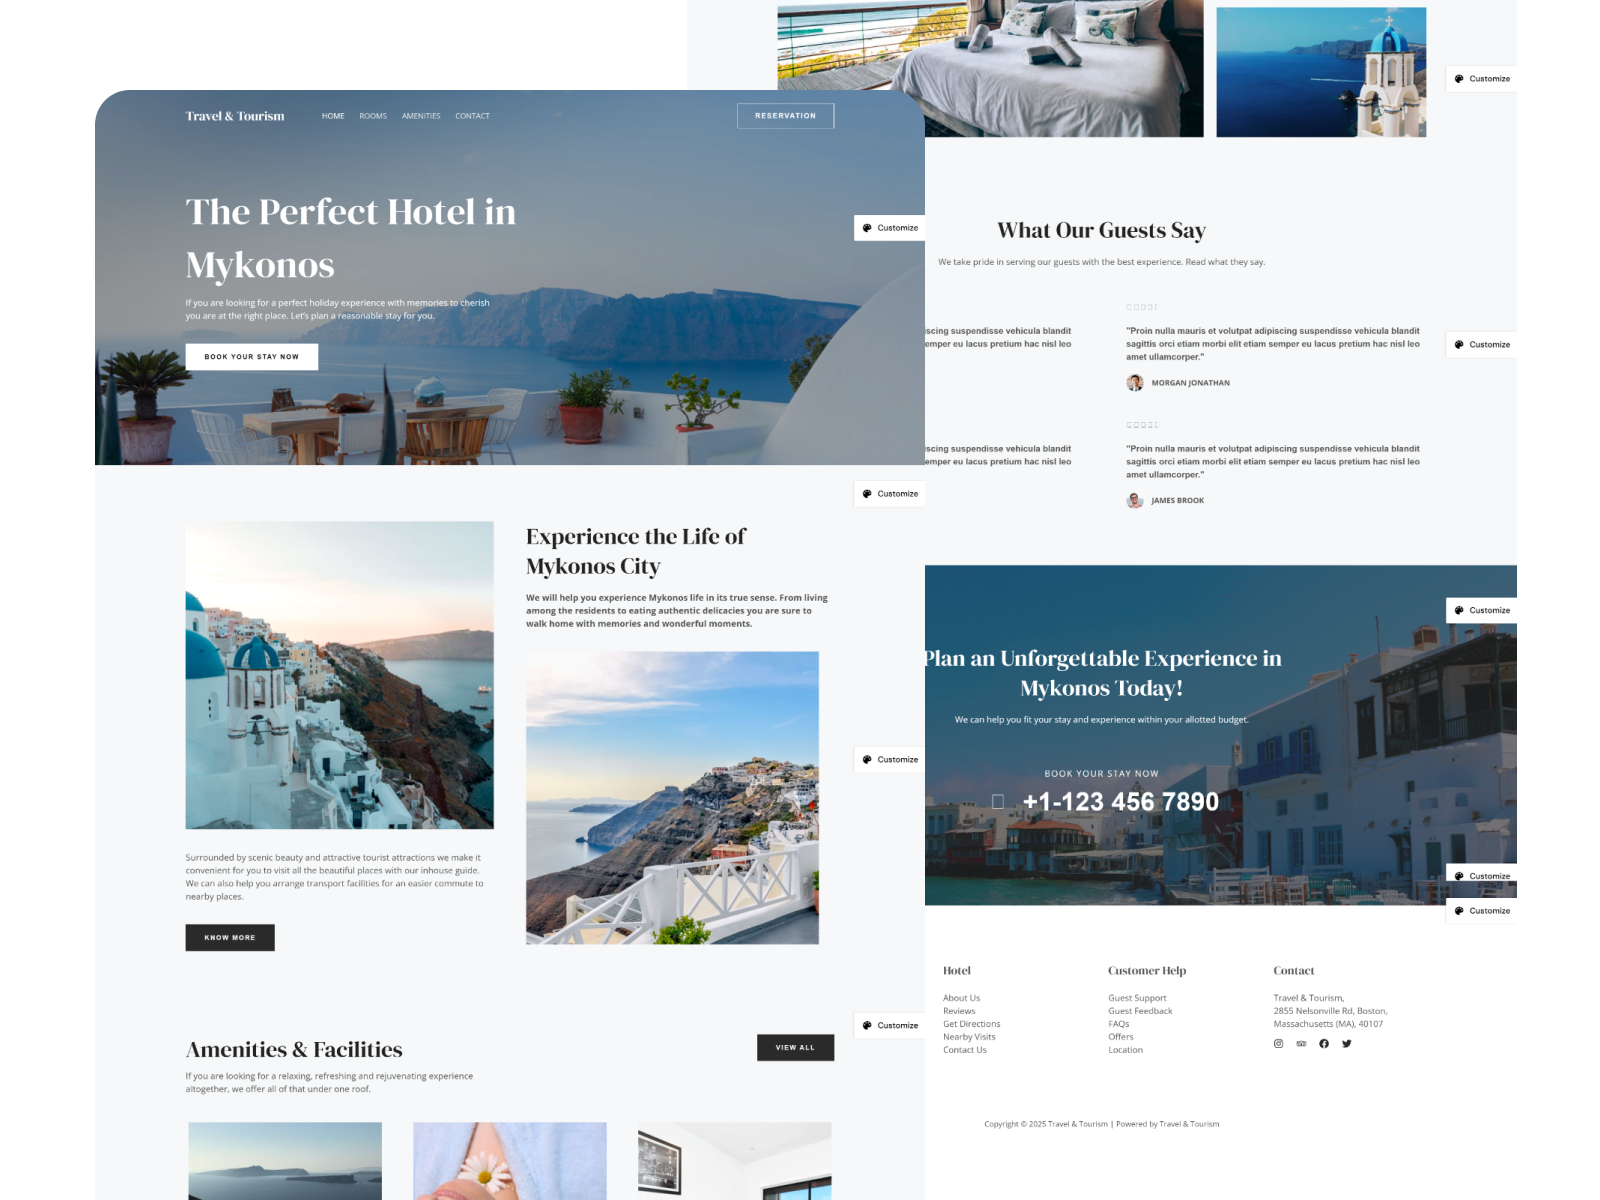 Travel & Tourism
HOME
ROOMS
AMENITIES
CONTACT
RESERVATION
The Perfect Hotel in
Mykonos
If you are looking for a perfect holiday experience with memories to cherish
you are at the right place. Let's plan a reasonable stay for you.
BOOK YOUR STAY NOW
Customize
Customize
Experience the Life of
Mykonos City
We will help you experience Mykonos life in its true sense. From living
among the residents to eating authentic delicacies you are sure to
walk home with memories and wonderful moments.
Customize
Surrounded by scenic beauty and attractive tourist attractions we make it
convenient for you to visit all the beautiful places with our inhouse guide.
We can also help you arrange transport facilities for an easier commute to
nearby places.
KNOW MORE
Customize
Amenities & Facilities
VIEW ALL
If you are looking for a relaxing, refreshing and rejuvenating experience
altogether, we offer all of that under one roof.
Customize
What Our Guests Say
We take pride in serving our guests with the best experience. Read what they say.
iscing suspendisse vehicula blandit
emper eu lacus pretium hac nisl leo
"Proin nulla mauris et volutpat adipiscing suspendisse vehicula blandit
sagittis orci etiam morbi elit etiam semper eu lacus pretium hac nisl leo
amet ullamcorper."
Customize
MORGAN JONATHAN
iscing suspendisse vehicula blandit
emper eu lacus pretium hac nisl leo
"Proin nulla mauris et volutpat adipiscing suspendisse vehicula blandit
sagittis orci etiam morbi elit etiam semper eu lacus pretium hac nisl leo
amet ullamcorper."
JAMES BROOK
Customize
Plan an Unforgettable Experience in
Mykonos Today!
We can help you fit your stay and experience within your allotted budget.
BOOK YOUR STAY NOW
+1-123 456 7890
Customize
Customize
Hotel
About Us
Reviews
Get Directions
Nearby Visits
Contact Us
Customer Help
Guest Support
Guest Feedback
FAQs
Offers
Location
Contact
Travel & Tourism,
2855 Nelsonville Rd, Boston,
Massachusetts (MA), 40107
Copyright © 2025 Travel & Tourism | Powered by Travel & Tourism